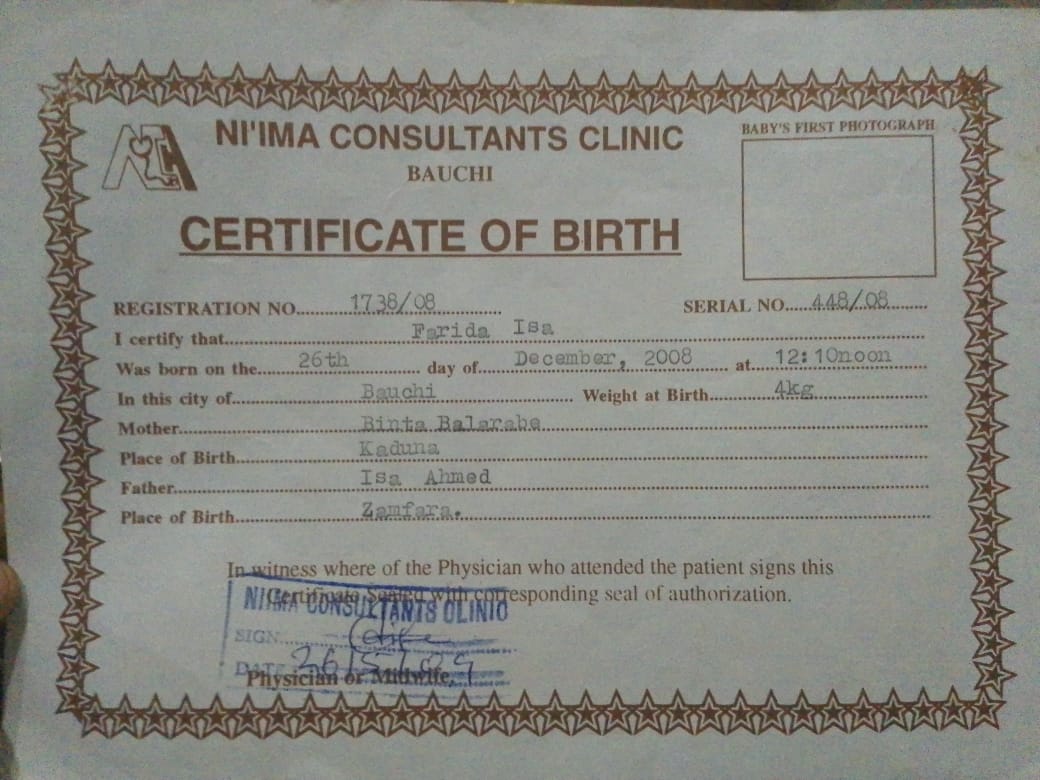 NI'IMA CONSULTANTS CLINIC
BAUCHI
BABY'S FIRST PHOTOGRAPH
CERTIFICATE OF BIRTH
REGISTRATION NO. 1738/08 SERIAL NO. 448/08
I certify that Farida Isa
Was born on the 26th day of December, 2008 at 12:10noon
In this city of Bauchi Weight at Birth 4kg
Mother Binta Balarabe
Place of Birth Kaduna
Father Isa Ahmed
Place of Birth Zamfara.
In witness where of the Physician who attended the patient signs this
Certificate Sealed with corresponding seal of authorization.
NI'IMA CONSULTANTS CLINIC
SIGN
DATE 26/5/09
Physician or Midwife